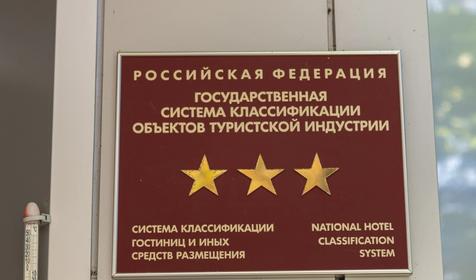 РОССИЙСКАЯ ФЕДЕРАЦИЯ
ГОСУДАРСТВЕННАЯ
СИСТЕМА КЛАССИФИКАЦИИ
ОБЪЕКТОВ ТУРИСТСКОЙ ИНДУСТРИИ
СИСТЕМА КЛАССИФИКАЦИИ
ГОСТИНИЦ И ИНЫХ
СРЕДСТВ РАЗМЕЩЕНИЯ
NATIONAL HOTEL
CLASSIFICATION
SYSTEM